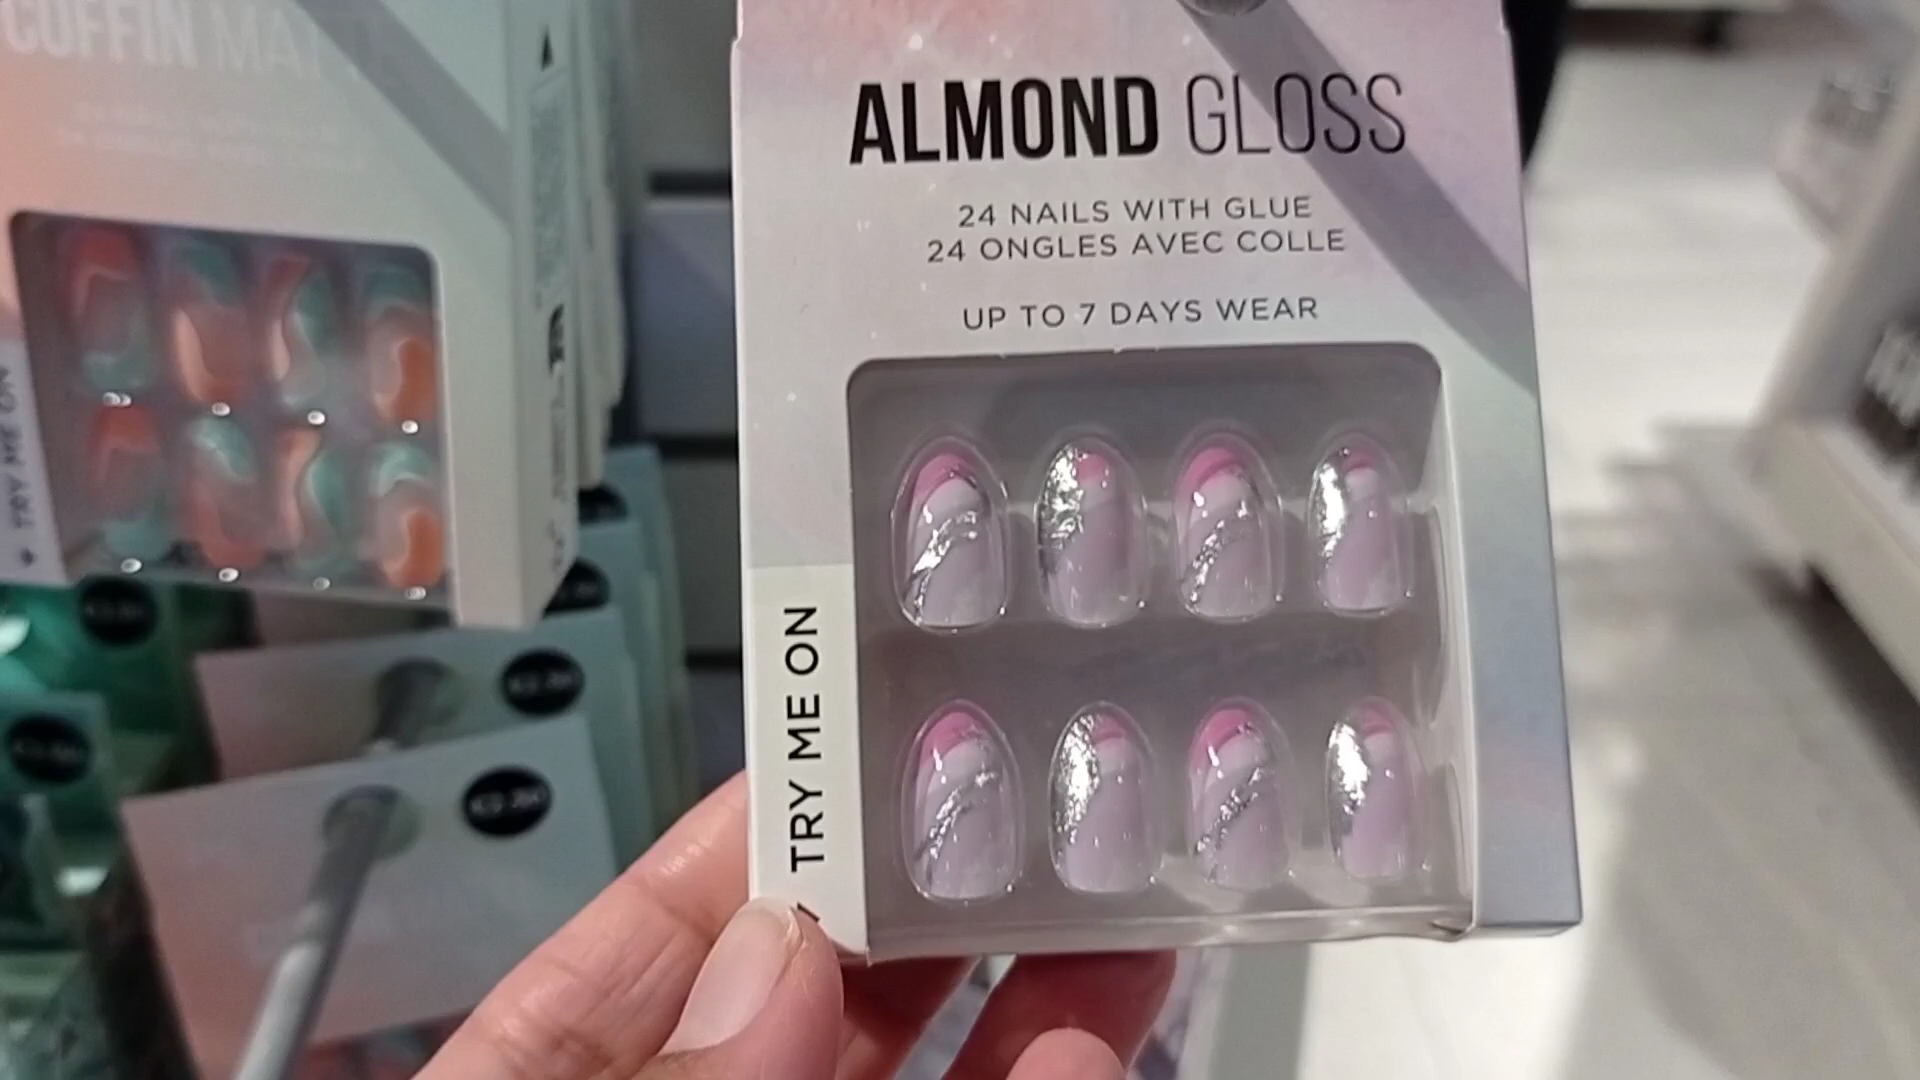 COFFIN MATTE
ALMOND GLOSS
24 NAILS WITH GLUE
24 ONGLES AVEC COLLE
UP TO 7 DAYS WEAR
TRY ME ON
TRY ME ON